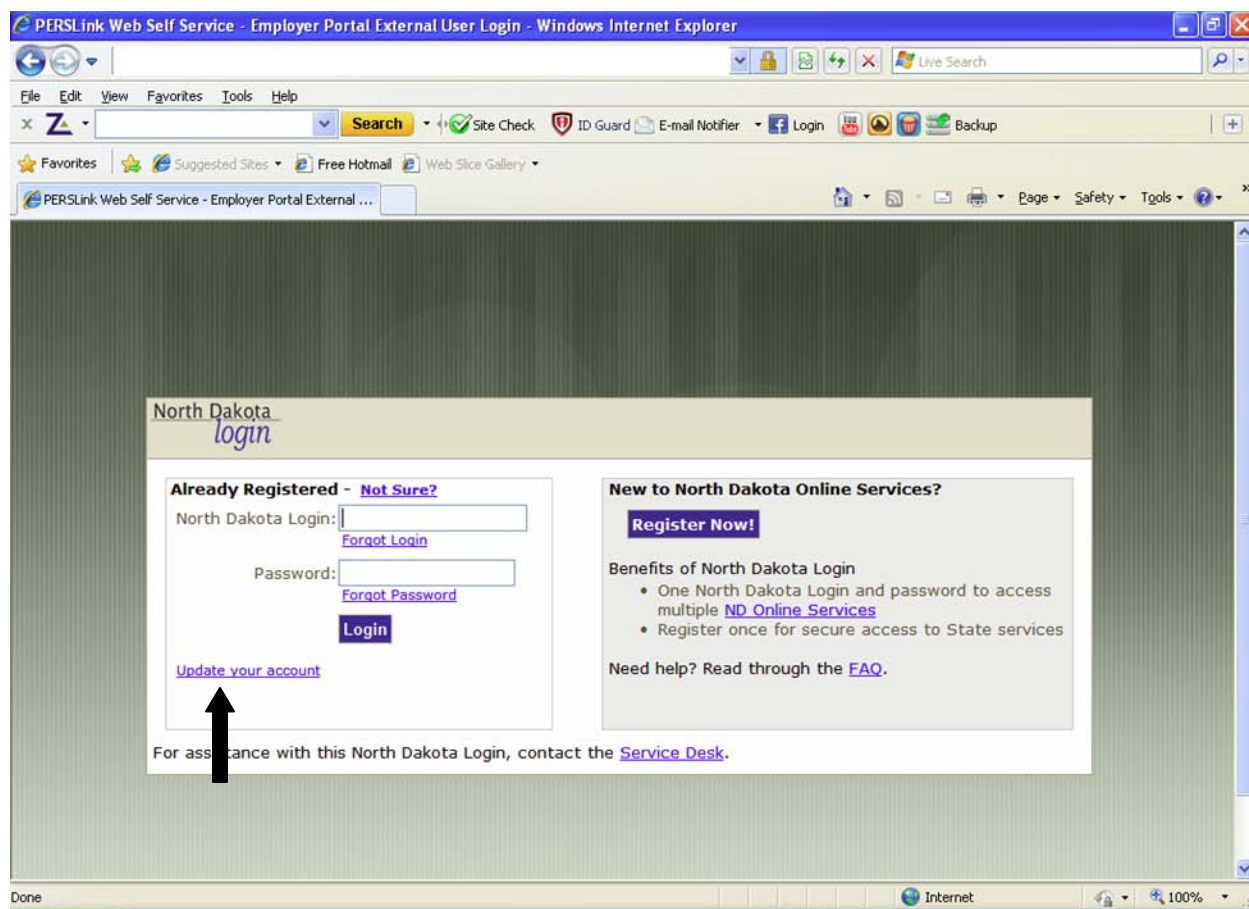 PERSLink Web Self Service - Employer Portal External User Login - Windows Internet Explorer
Live Search
File Edit View Favorites Tools Help
x Z Search Site Check ID Guard E-mail Notifier Login Backup
Favorites Suggested Sites Free Hotmail Web Slice Gallery
PERSLink Web Self Service - Employer Portal External ... Page Safety Tools
North Dakota
login
Already Registered - Not Sure?
North Dakota Login:
Forgot Login
Password:
Forgot Password
Login
Update your account
New to North Dakota Online Services?
Register Now!
Benefits of North Dakota Login
• One North Dakota Login and password to access
multiple ND Online Services
• Register once for secure access to State services
Need help? Read through the FAQ.
For ass tance with this North Dakota Login, contact the Service Desk.
Done Internet 100%